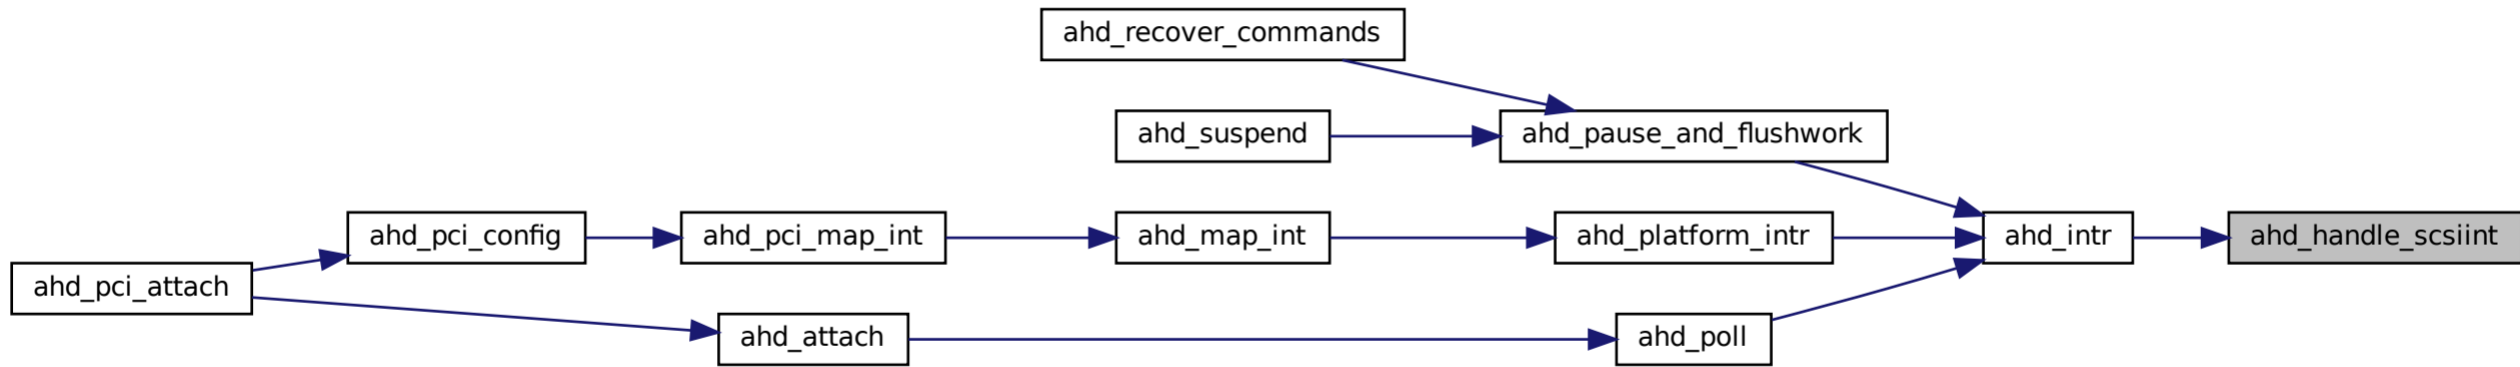 ahd_recover_commands
ahd_suspend
ahd_pause_and_flushwork
ahd_pci_config
ahd_pci_map_int
ahd_map_int
ahd_platform_intr
ahd_intr
ahd_handle_scsiint
ahd_pci_attach
ahd_attach
ahd_poll